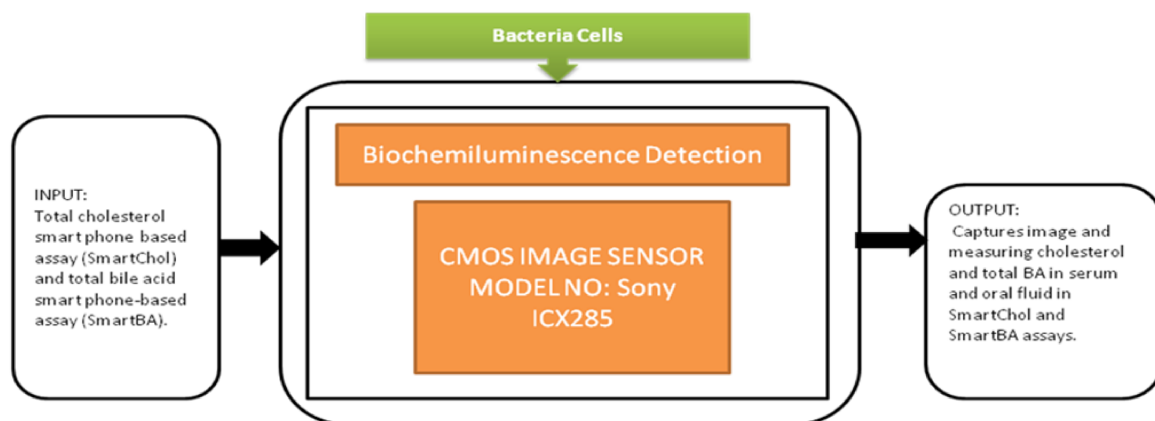 Bacteria Cells
INPUT:
Total cholesterol
smart phone based
assay (SmartChol)
and total bile acid
smart phone-based
assay (SmartBA).
Biochemiluminescence Detection
CMOS IMAGE SENSOR
MODEL NO: Sony
ICX285
OUTPUT:
Captures image and
measuring cholesterol
and total BA in serum
and oral fluid in
SmartChol and
SmartBA assays.